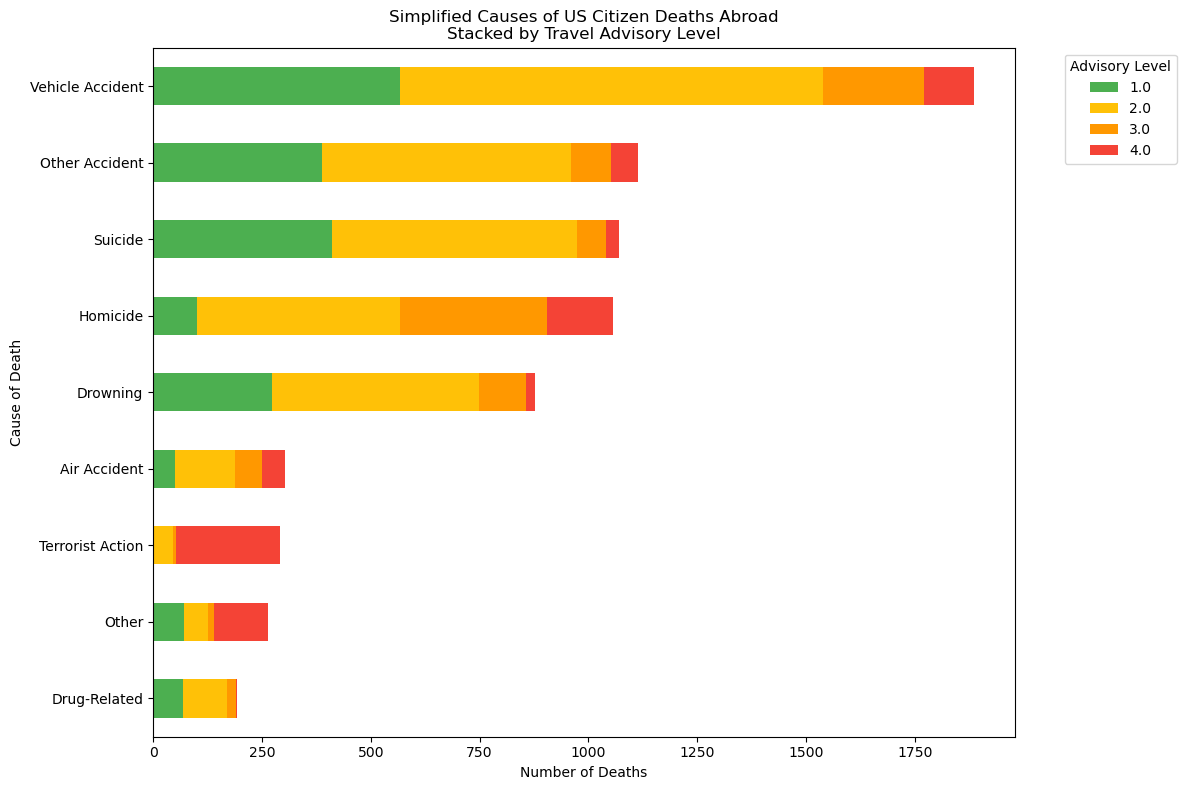 Simplified Causes of US Citizen Deaths Abroad
Stacked by Travel Advisory Level
Advisory Level
1.0
2.0
3.0
4.0
Cause of Death
Vehicle Accident
Other Accident
Suicide
Homicide
Drowning
Air Accident
Terrorist Action
Other
Drug-Related
0 250 500 750 1000 1250 1500 1750
Number of Deaths